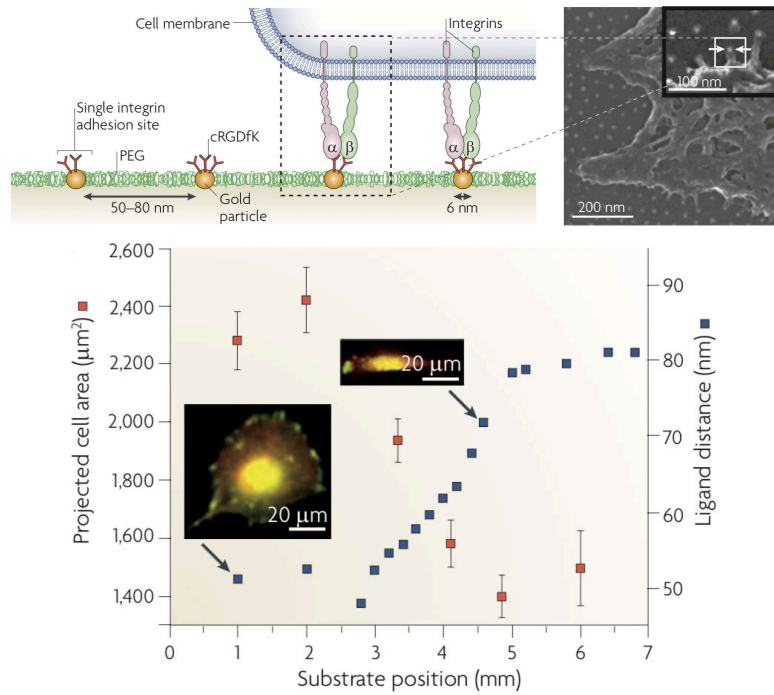 Cell membrane
Integrins
Single integrin
adhesion site
PEG
cRGDfK
α
β
α
β
50–80 nm
Gold
particle
6 nm
100 nm
200 nm
Projected cell area (μm²)
2,600
2,400
2,200
2,000
1,800
1,600
1,400
20 μm
20 μm
90
80
70
60
50
Ligand distance (nm)
0
1
2
3
4
5
6
7
Substrate position (mm)